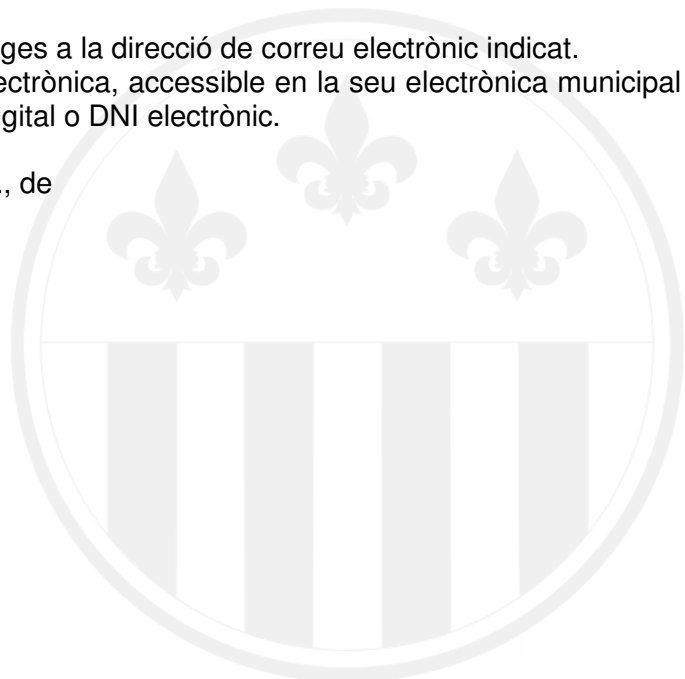 ges a la direcció de correu electrònic indicat.
ectrònica, accessible en la seu electrònica municipal
gital o DNI electrònic.
., de